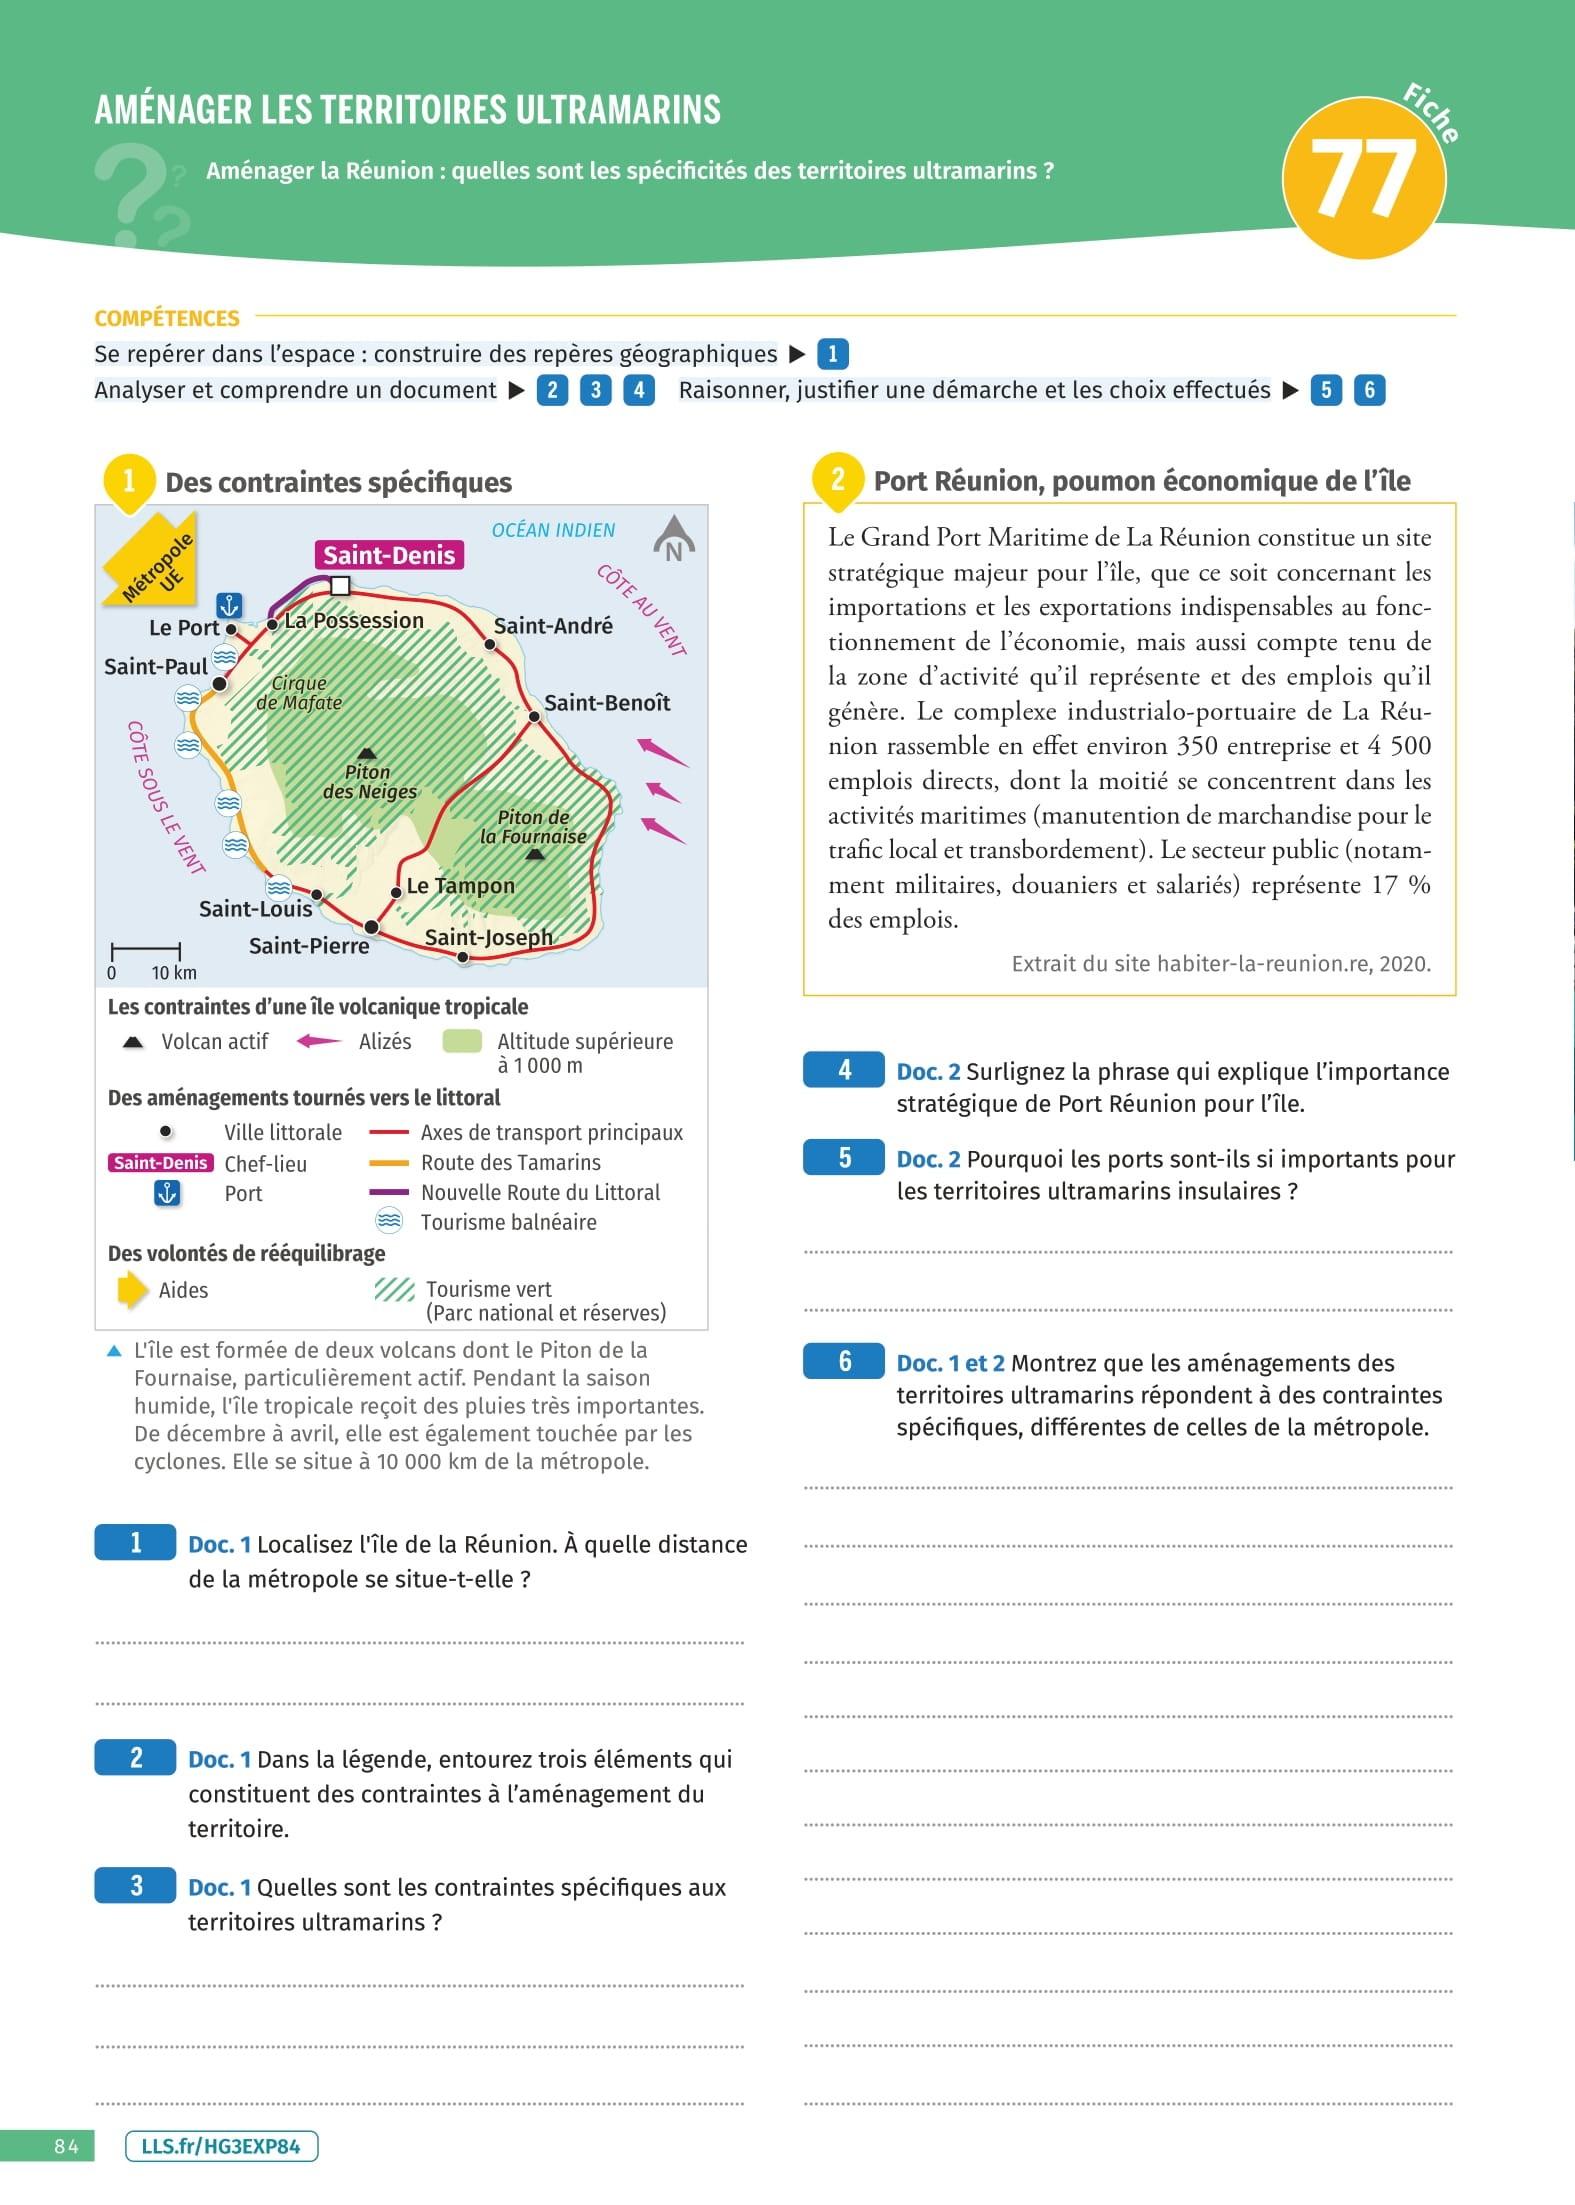 AMÉNAGER LES TERRITOIRES ULTRAMARINS
Aménager la Réunion : quelles sont les spécificités des territoires ultramarins ?
Fiche
77
COMPÉTENCES
Se repérer dans l'espace : construire des repères géographiques ▶ 1
Analyser et comprendre un document ▶ 2 3 4 Raisonner, justifier une démarche et les choix effectués ▶ 5 6
1 Des contraintes spécifiques
Métropole
UE
OCÉAN INDIEN
N
Saint-Denis
CÔTE AU VENT
La Possession
Le Port
Saint-André
Saint-Paul
Cirque
de Mafate
Saint-Benoît
CÔTE SOUS LE VENT
Piton
des Neiges
Piton de
la Fournaise
Le Tampon
Saint-Louis
Saint-Pierre
Saint-Joseph
0 10 km
Les contraintes d'une île volcanique tropicale
Volcan actif
Alizés
Altitude supérieure
à 1 000 m
Des aménagements tournés vers le littoral
Ville littorale
Axes de transport principaux
Saint-Denis Chef-lieu
Route des Tamarins
Port
Nouvelle Route du Littoral
Tourisme balnéaire
Des volontés de rééquilibrage
Aides
Tourisme vert
(Parc national et réserves)
▲ L'île est formée de deux volcans dont le Piton de la
Fournaise, particulièrement actif. Pendant la saison
humide, l'île tropicale reçoit des pluies très importantes.
De décembre à avril, elle est également touchée par les
cyclones. Elle se situe à 10 000 km de la métropole.
1 Doc. 1 Localisez l'île de la Réunion. À quelle distance
de la métropole se situe-t-elle ?
2 Doc. 1 Dans la légende, entourez trois éléments qui
constituent des contraintes à l'aménagement du
territoire.
3 Doc. 1 Quelles sont les contraintes spécifiques aux
territoires ultramarins ?
2 Port Réunion, poumon économique de l'île
Le Grand Port Maritime de La Réunion constitue un site
stratégique majeur pour l'île, que ce soit concernant les
importations et les exportations indispensables au fonc-
tionnement de l'économie, mais aussi compte tenu de
la zone d'activité qu'il représente et des emplois qu'il
génère. Le complexe industrialo-portuaire de La Réu-
nion rassemble en effet environ 350 entreprise et 4 500
emplois directs, dont la moitié se concentrent dans les
activités maritimes (manutention de marchandise pour le
trafic local et transbordement). Le secteur public (notam-
ment militaires, douaniers et salariés) représente 17 %
des emplois.
Extrait du site habiter-la-reunion.re, 2020.
4 Doc. 2 Surlignez la phrase qui explique l'importance
stratégique de Port Réunion pour l'île.
5 Doc. 2 Pourquoi les ports sont-ils si importants pour
les territoires ultramarins insulaires ?
6 Doc. 1 et 2 Montrez que les aménagements des
territoires ultramarins répondent à des contraintes
spécifiques, différentes de celles de la métropole.
84
LLS.fr/HG3EXP84